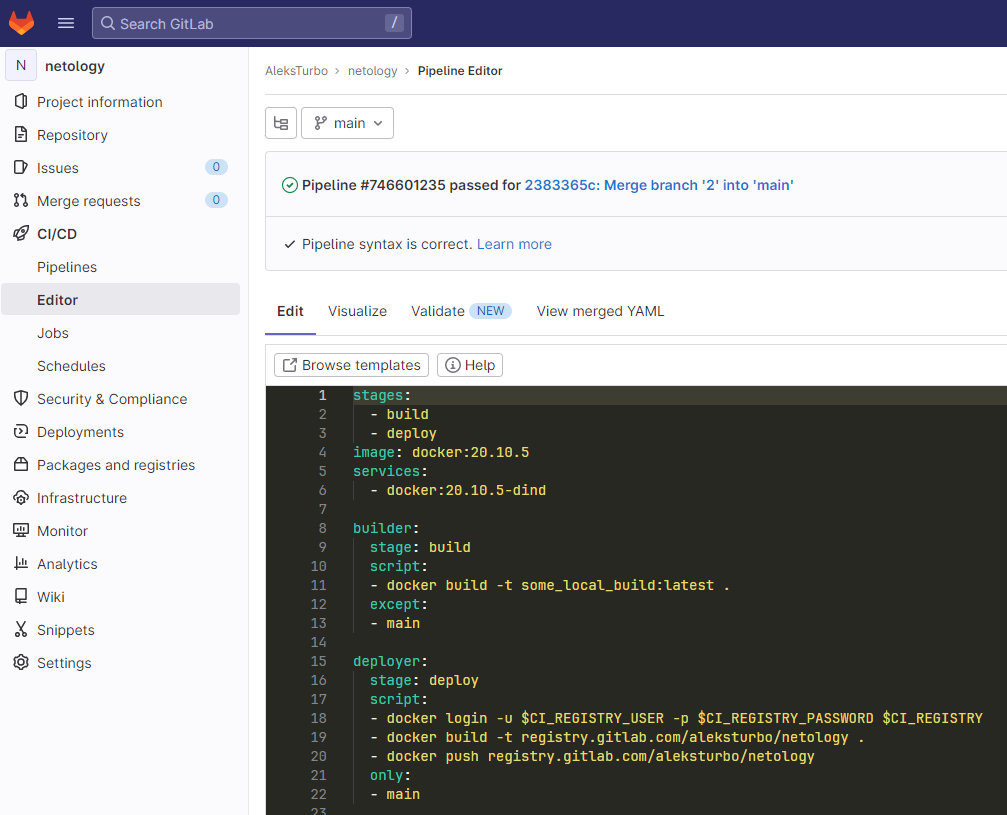 Search GitLab /
N netology
Project information
Repository
Issues 0
Merge requests 0
CI/CD
Pipelines
Editor
Jobs
Schedules
Security & Compliance
Deployments
Packages and registries
Infrastructure
Monitor
Analytics
Wiki
Snippets
Settings
AleksTurbo › netology › Pipeline Editor
main
Pipeline #746601235 passed for 2383365c: Merge branch '2' into 'main'
Pipeline syntax is correct. Learn more
Edit Visualize Validate NEW View merged YAML
Browse templates Help
1 stages:
2   - build
3   - deploy
4 image: docker:20.10.5
5 services:
6   - docker:20.10.5-dind
7
8 builder:
9   stage: build
10   script:
11   - docker build -t some_local_build:latest .
12   except:
13   - main
14
15 deployer:
16   stage: deploy
17   script:
18   - docker login -u $CI_REGISTRY_USER -p $CI_REGISTRY_PASSWORD $CI_REGISTRY
19   - docker build -t registry.gitlab.com/aleksturbo/netology .
20   - docker push registry.gitlab.com/aleksturbo/netology
21   only:
22   - main
23